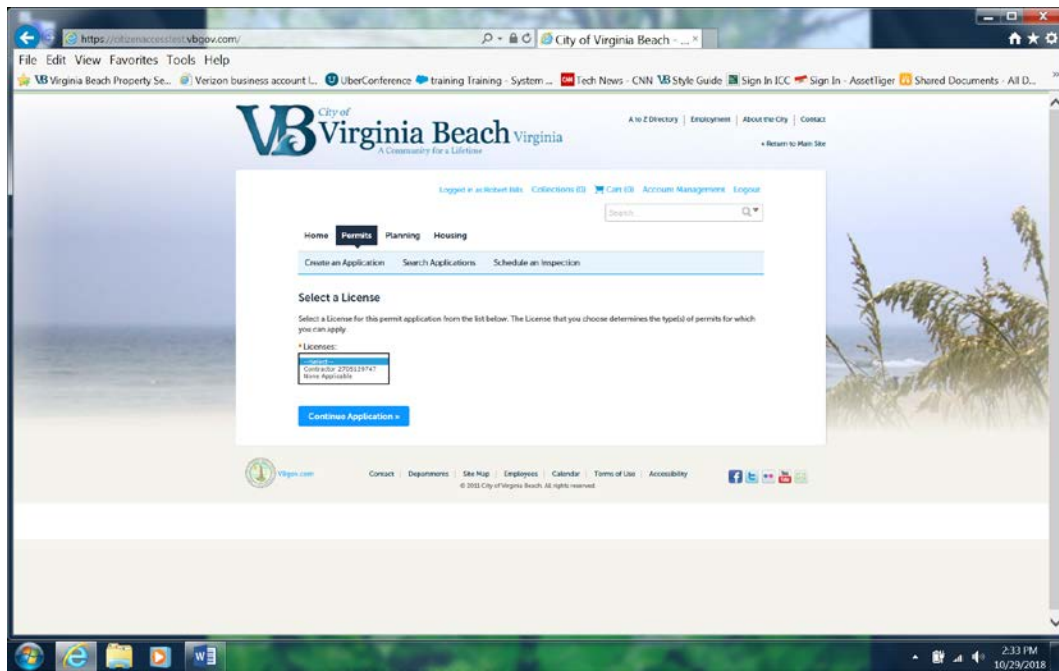 https://citizenaccesstest.vbgov.com/
City of Virginia Beach - ...
File Edit View Favorites Tools Help
VB Virginia Beach Property Se... Verizon business account L... UberConference training Training - System ... Tech News - CNN VB Style Guide Sign In ICC Sign In - AssetTiger Shared Documents - All D...
VB City of Virginia Beach Virginia
A Community for a Lifetime
A to Z Directory | Employment | About the City | Contact
« Return to Main Site
Logged in as Collections (0) Cart (0) Account Management Logout
Search...
Home Permits Planning Housing
Create an Application Search Applications Schedule an Inspection
Select a License
Select a License for this permit application from the list below. The License that you choose determines the type(s) of permits for which
you can apply.
* Licenses:
--Select--
Contractor 2705139747
None Applicable
Continue Application »
VBgov.com Contact | Departments | Site Map | Employees | Calendar | Terms of Use | Accessibility
© 2011 City of Virginia Beach. All rights reserved.
2:33 PM
10/29/2018